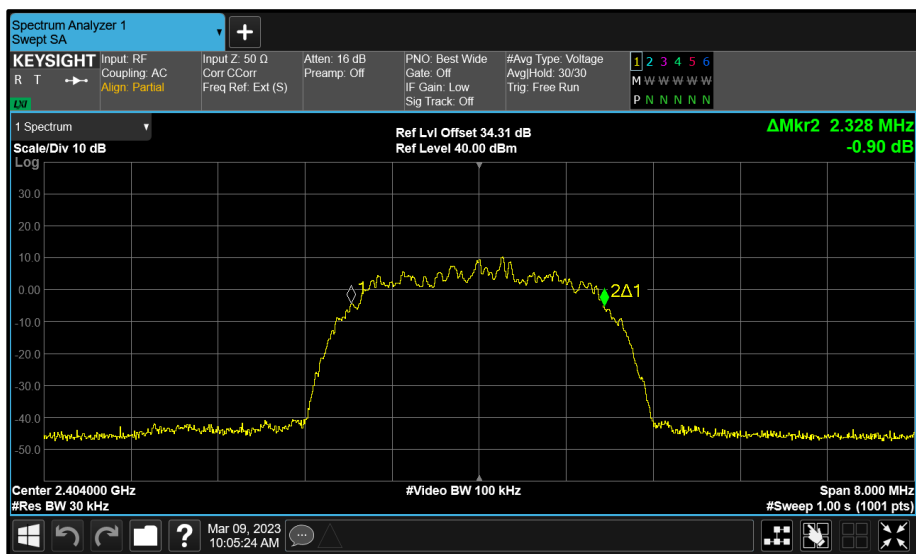 Spectrum Analyzer 1
Swept SA
+
KEYSIGHT
R T
LXI
Input: RF
Coupling: AC
Align: Partial
Input Z: 50 Ω
Corr CCorr
Freq Ref: Ext (S)
Atten: 16 dB
Preamp: Off
PNO: Best Wide
Gate: Off
IF Gain: Low
Sig Track: Off
#Avg Type: Voltage
Avg|Hold: 30/30
Trig: Free Run
1 2 3 4 5 6
M W W W W W
P N N N N N
1 Spectrum
Scale/Div 10 dB
Ref Lvl Offset 34.31 dB
Ref Level 40.00 dBm
ΔMkr2 2.328 MHz
-0.90 dB
Log
30.0
20.0
10.0
0.00
-10.0
-20.0
-30.0
-40.0
-50.0
1
2Δ1
Center 2.404000 GHz
#Res BW 30 kHz
#Video BW 100 kHz
Span 8.000 MHz
#Sweep 1.00 s (1001 pts)
?
Mar 09, 2023
10:05:24 AM